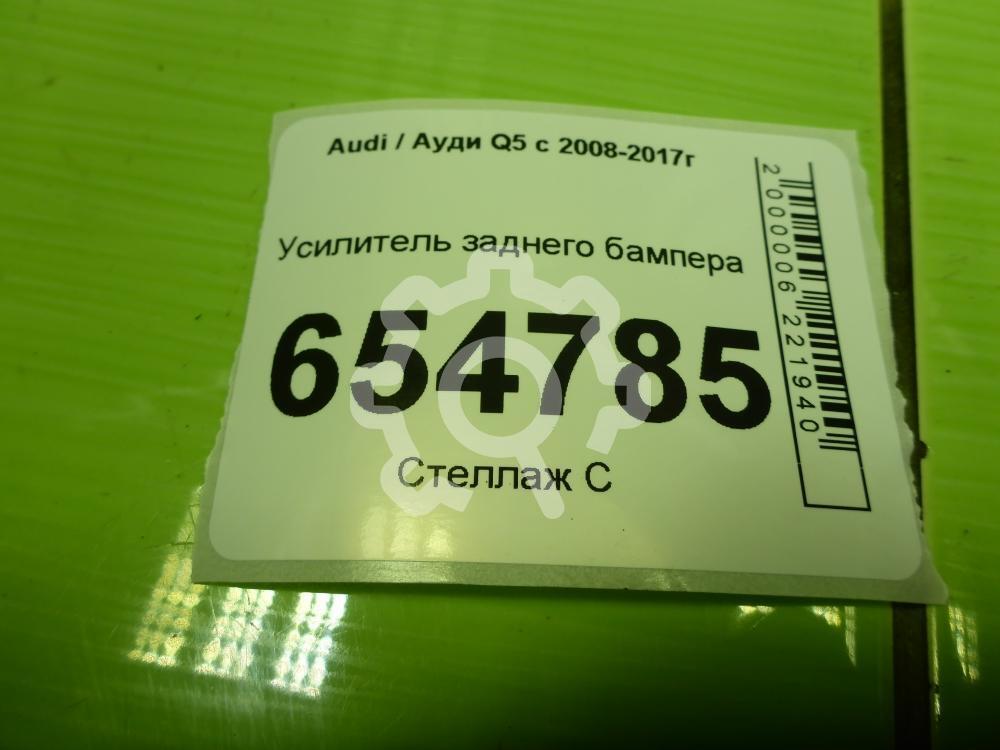 Audi / Ауди Q5 с 2008-2017г
Усилитель заднего бампера
654785
Стеллаж С
2000006221940